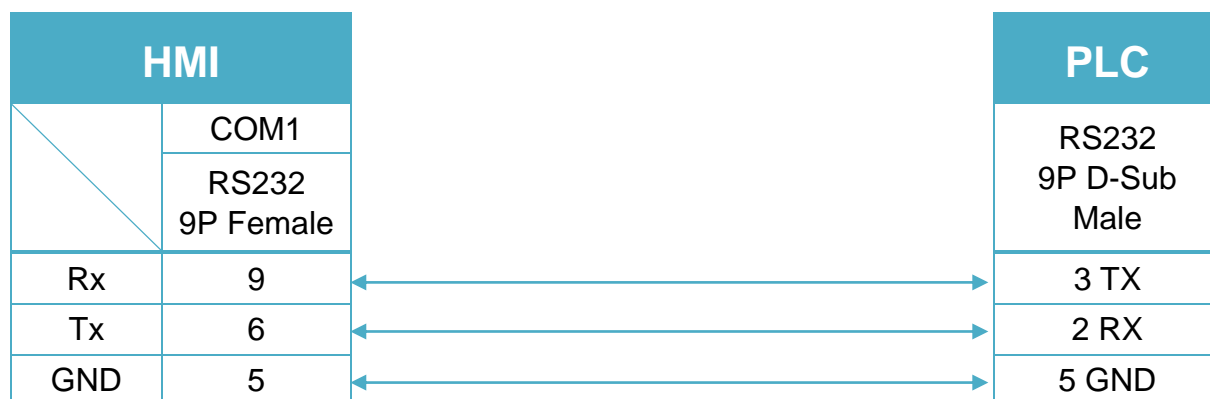 HMI
PLC
COM1
RS232
9P Female
RS232
9P D-Sub
Male
Rx 9 3 TX
Tx 6 2 RX
GND 5 5 GND